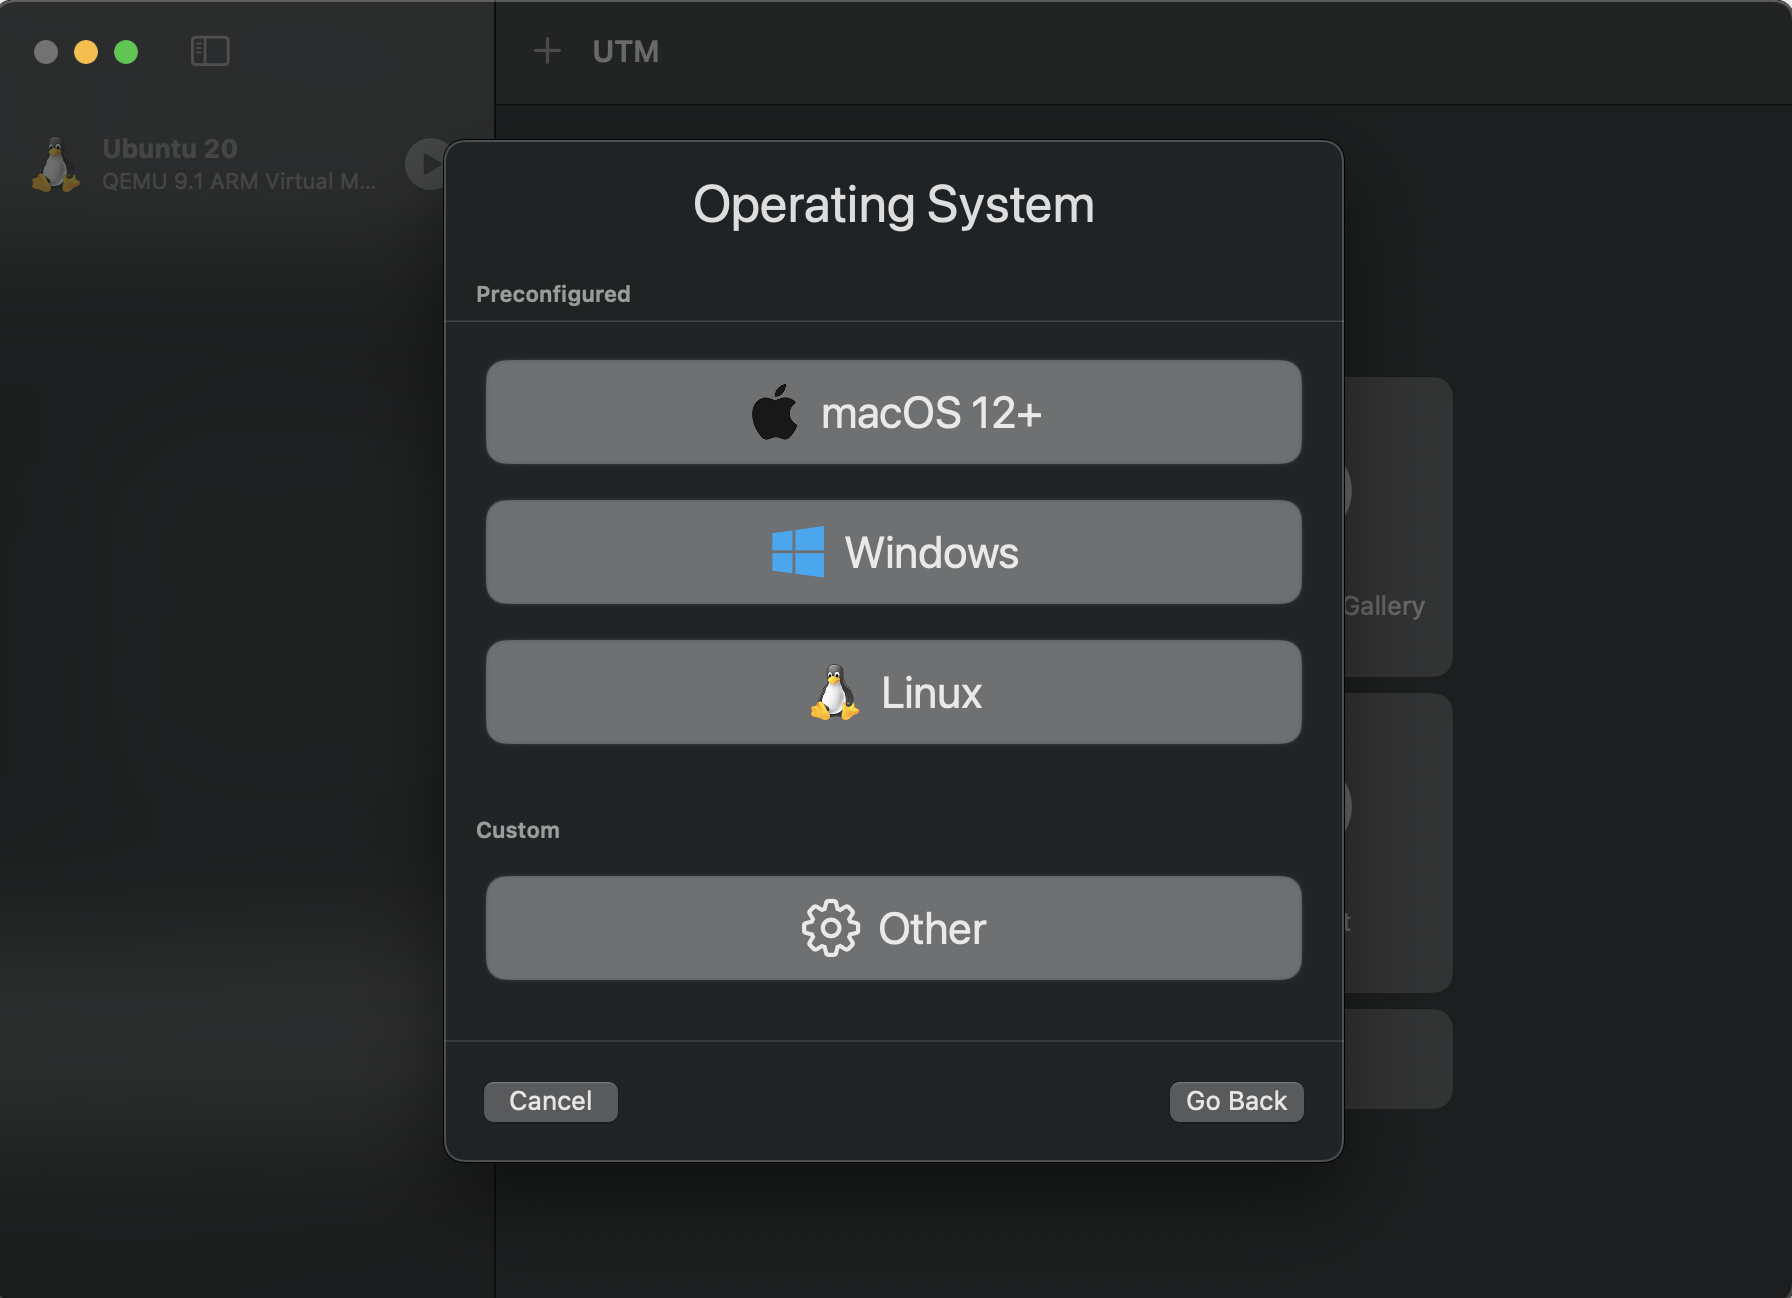 UTM
Ubuntu 20
QEMU 9.1 ARM Virtual M...
Operating System
Preconfigured
macOS 12+
Windows
Linux
Gallery
Custom
Other
Cancel
Go Back